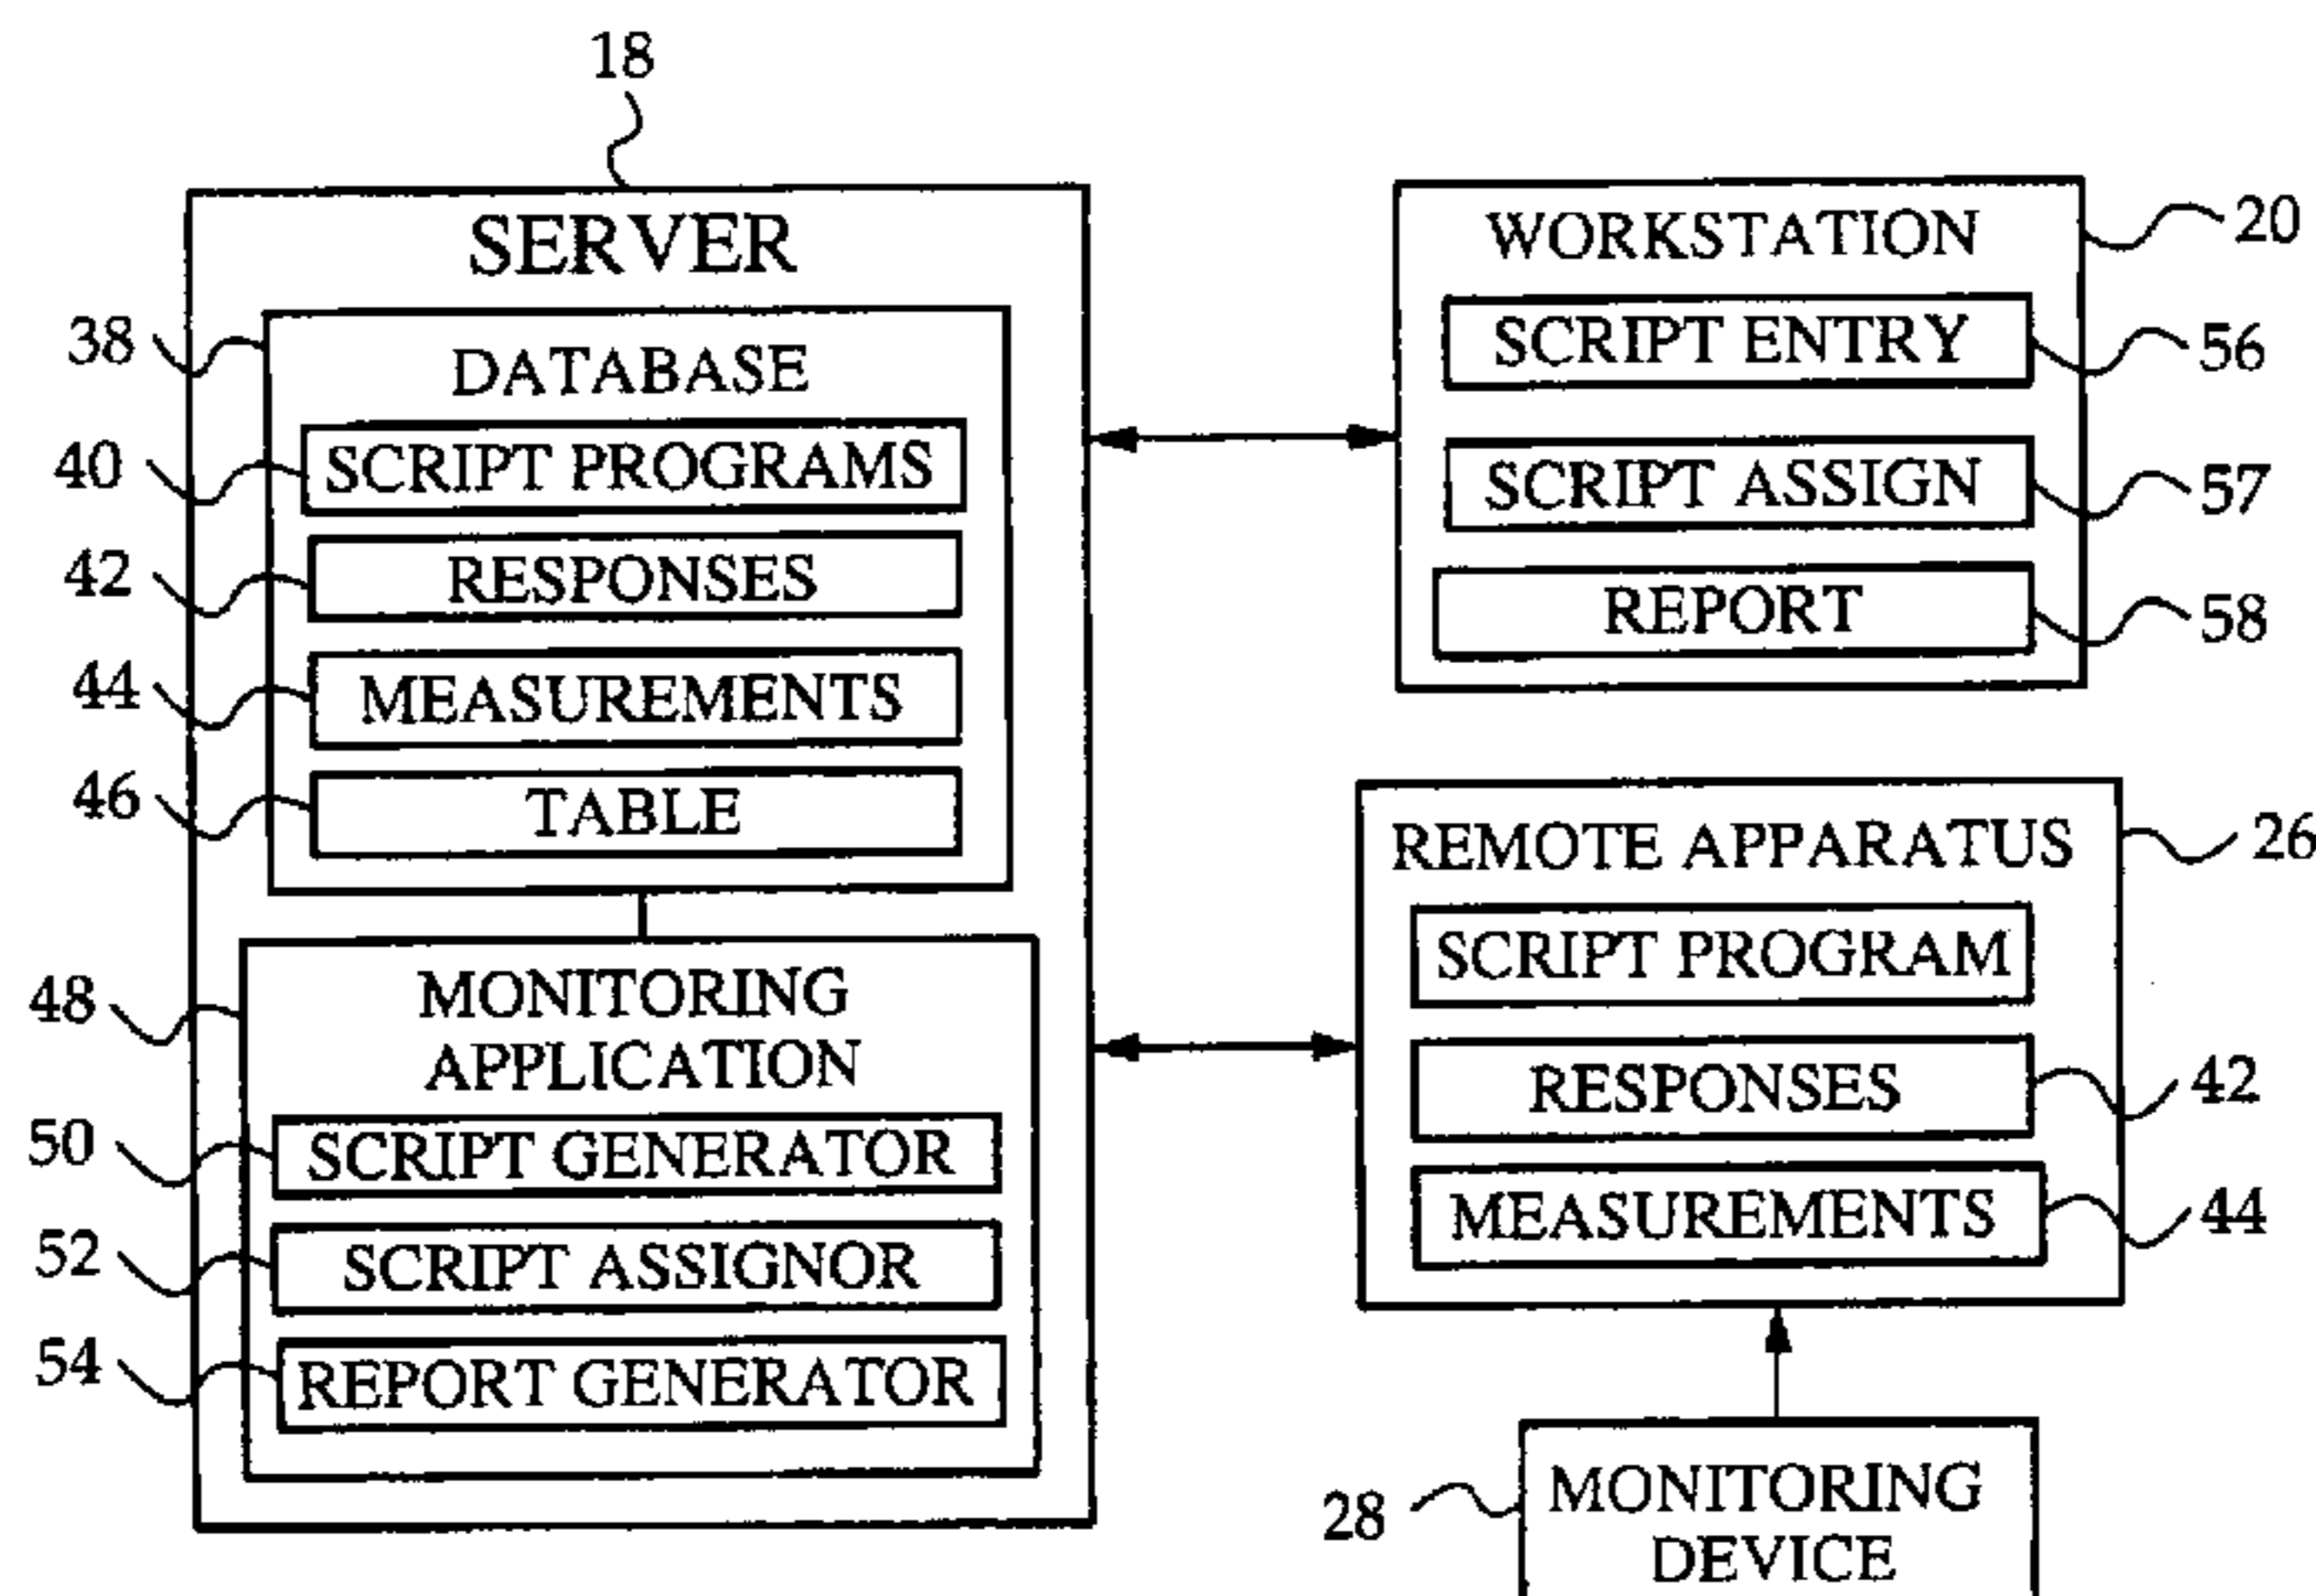 18
SERVER
38
DATABASE
40
SCRIPT PROGRAMS
42
RESPONSES
44
MEASUREMENTS
46
TABLE
48
MONITORING
APPLICATION
50
SCRIPT GENERATOR
52
SCRIPT ASSIGNOR
54
REPORT GENERATOR
WORKSTATION
20
SCRIPT ENTRY
56
SCRIPT ASSIGN
57
REPORT
58
REMOTE APPARATUS
26
SCRIPT PROGRAM
RESPONSES
42
MEASUREMENTS
44
28
MONITORING
DEVICE